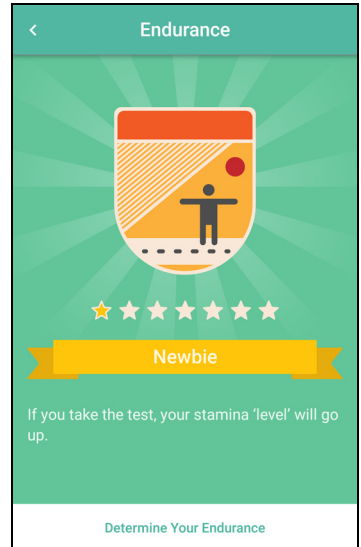 Endurance
Newbie
If you take the test, your stamina ‘level’ will go
up.
Determine Your Endurance